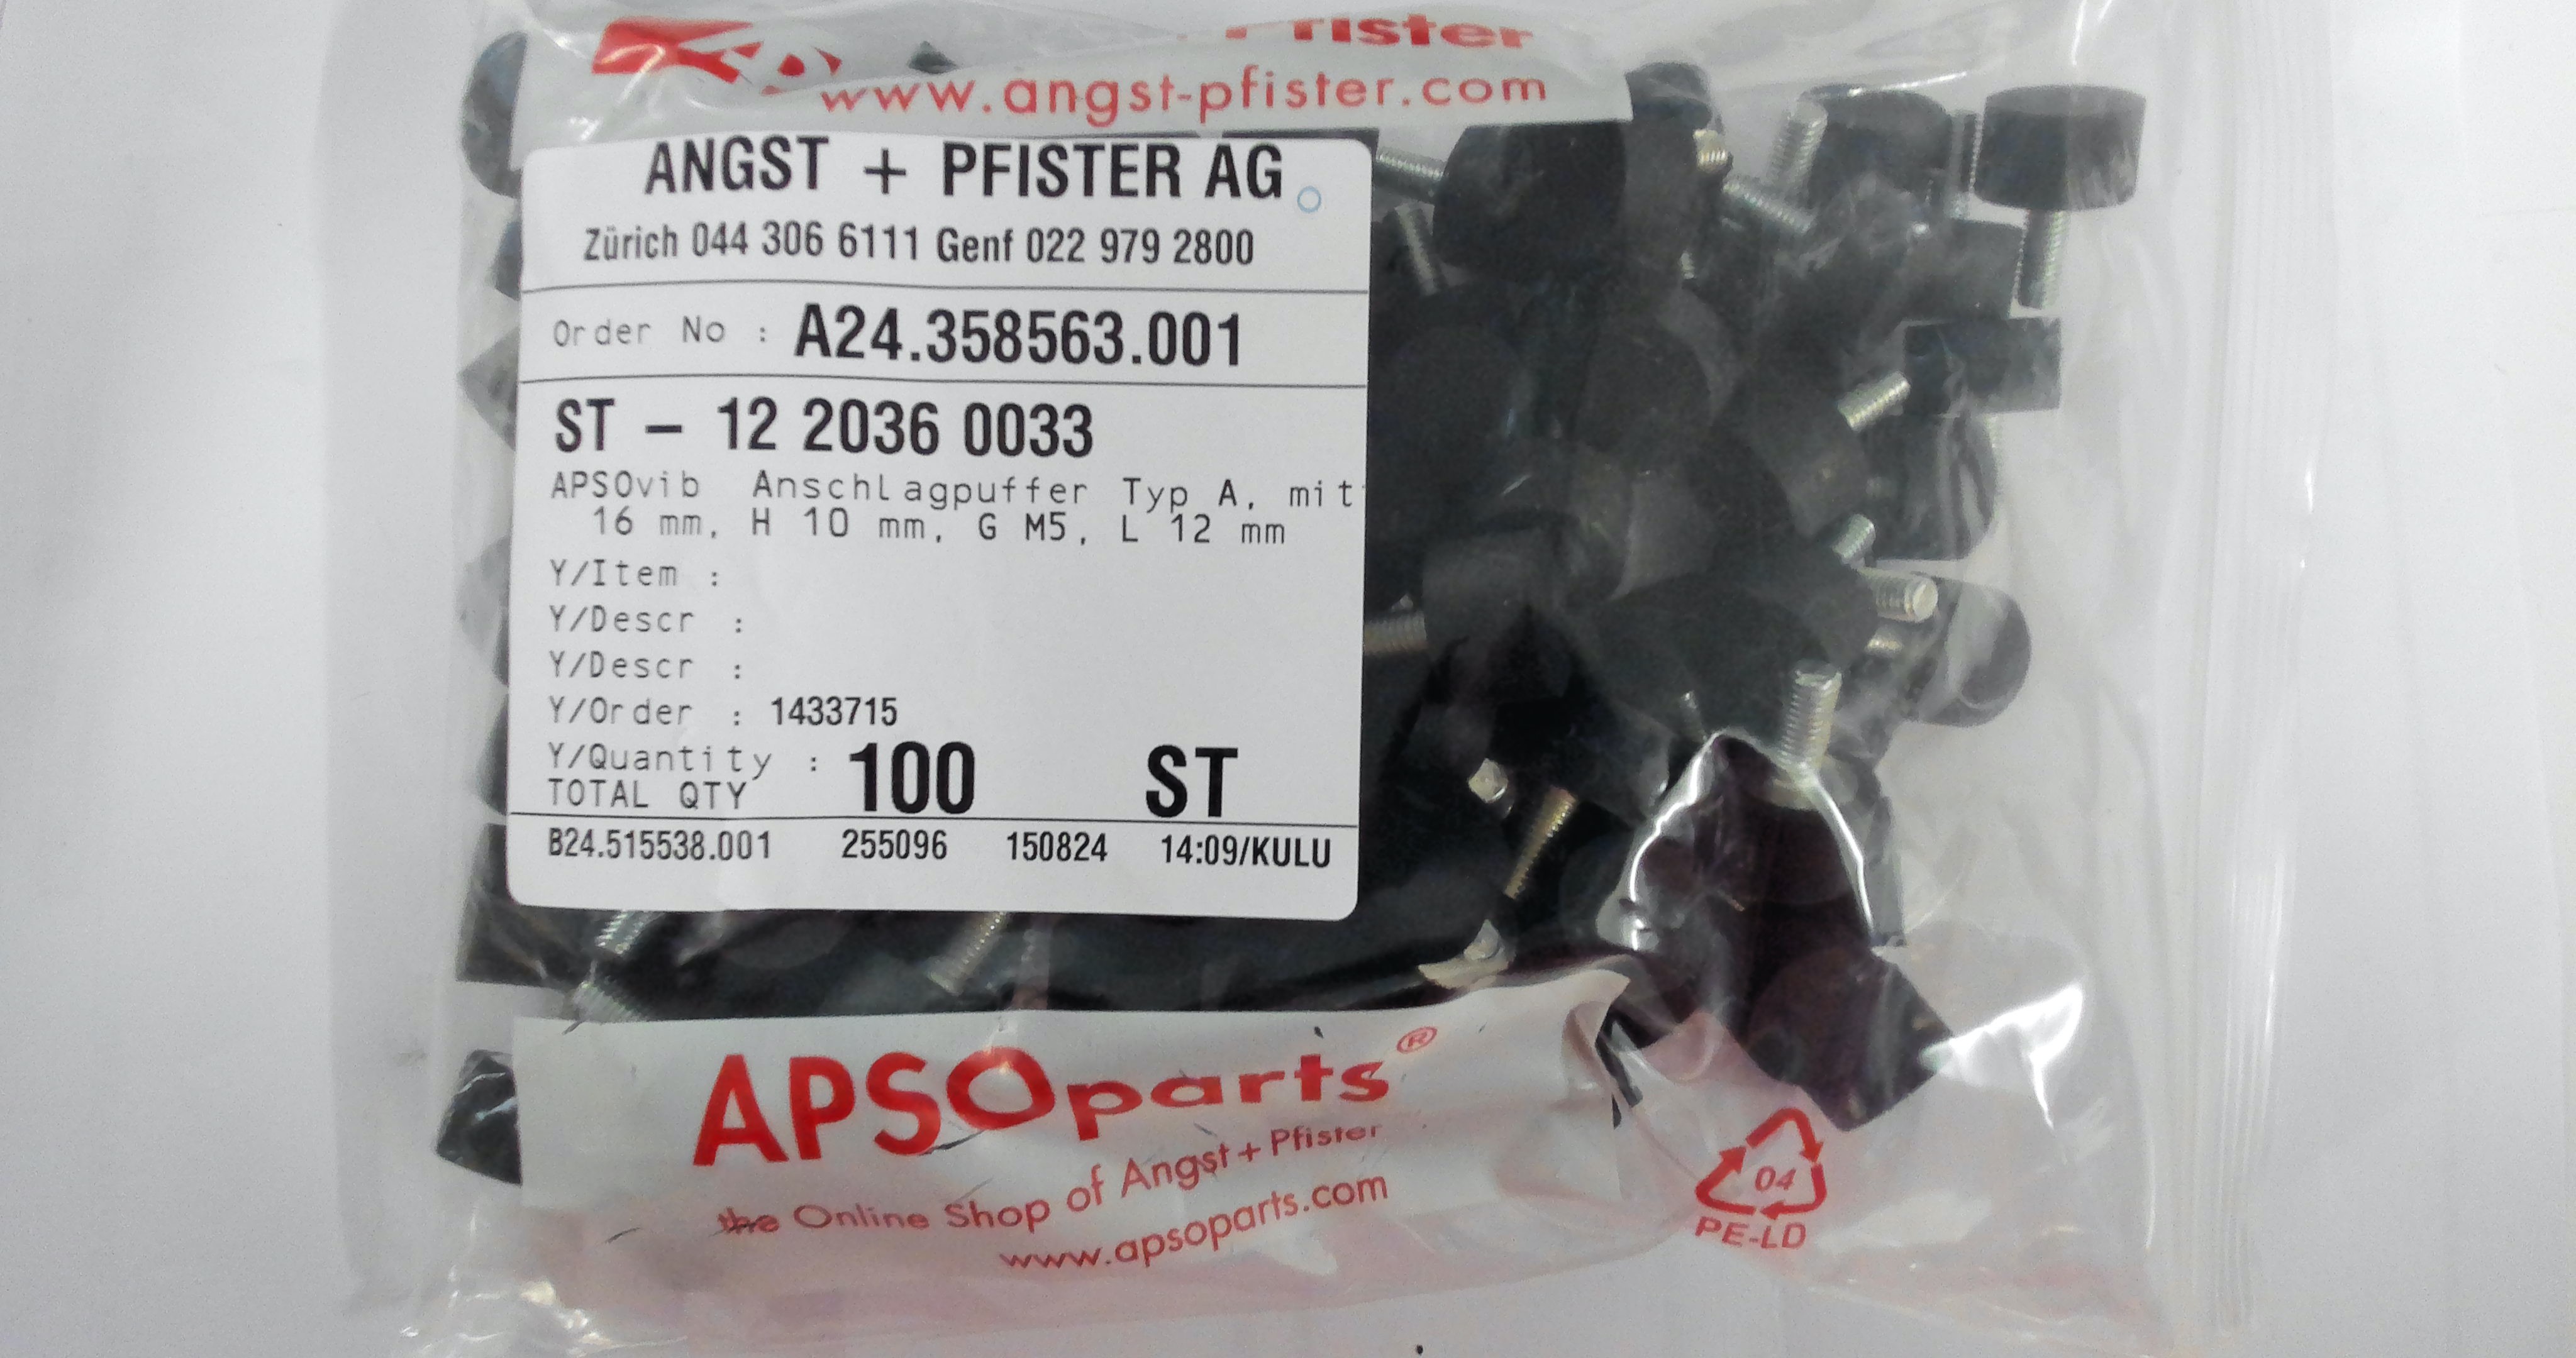 www.angst-pfister.com
ANGST + PFISTER AG
Zürich 044 306 6111 Genf 022 979 2800
Order No : A24.358563.001
ST – 12 2036 0033
APSOvib Anschlagpuffer Typ A, mit
16 mm, H 10 mm, G M5, L 12 mm
Y/Item :
Y/Descr :
Y/Descr :
Y/Order : 1433715
Y/Quantity : 100 ST
TOTAL QTY
B24.515538.001 255096 150824 14:09/KULU
APSOparts®
the Online Shop of Angst+Pfister
www.apsoparts.com
04
PE-LD